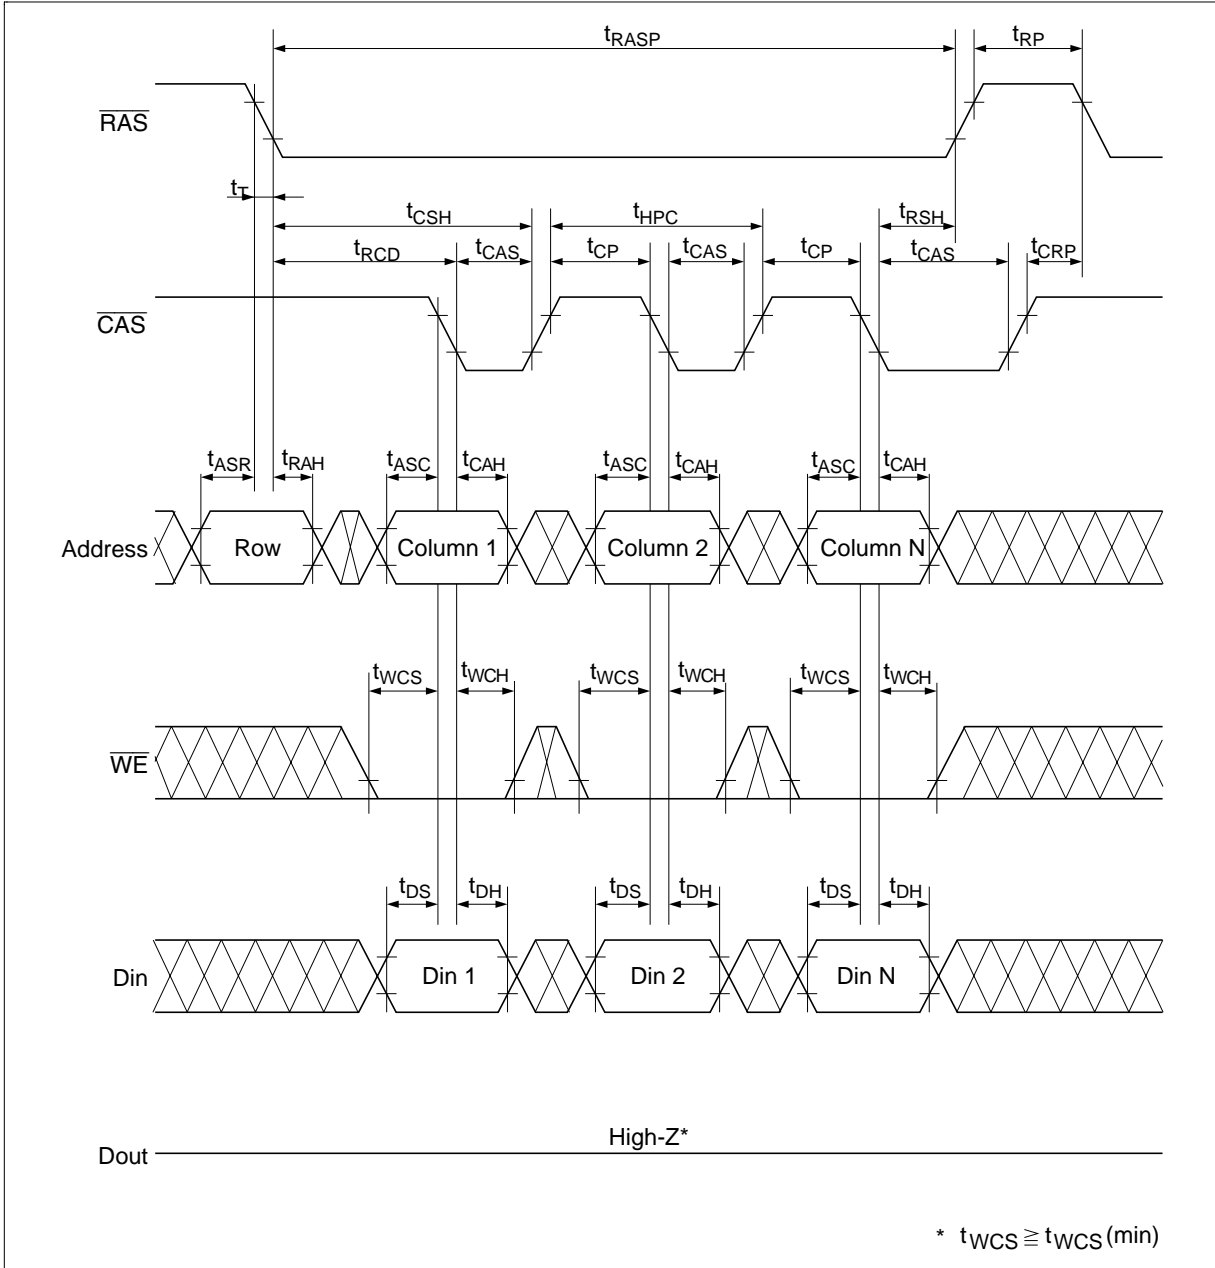 tRASP tRP
RAS
tT
tCSH tHPC tRSH
tRCD tCAS tCP tCAS tCP tCAS tCRP
CAS
tASR tRAH tASC tCAH tASC tCAH tASC tCAH
Address Row Column 1 Column 2 Column N
tWCS tWCH tWCS tWCH tWCS tWCH
WE
tDS tDH tDS tDH tDS tDH
Din Din 1 Din 2 Din N
High-Z*
Dout
* tWCS ≧ tWCS (min)